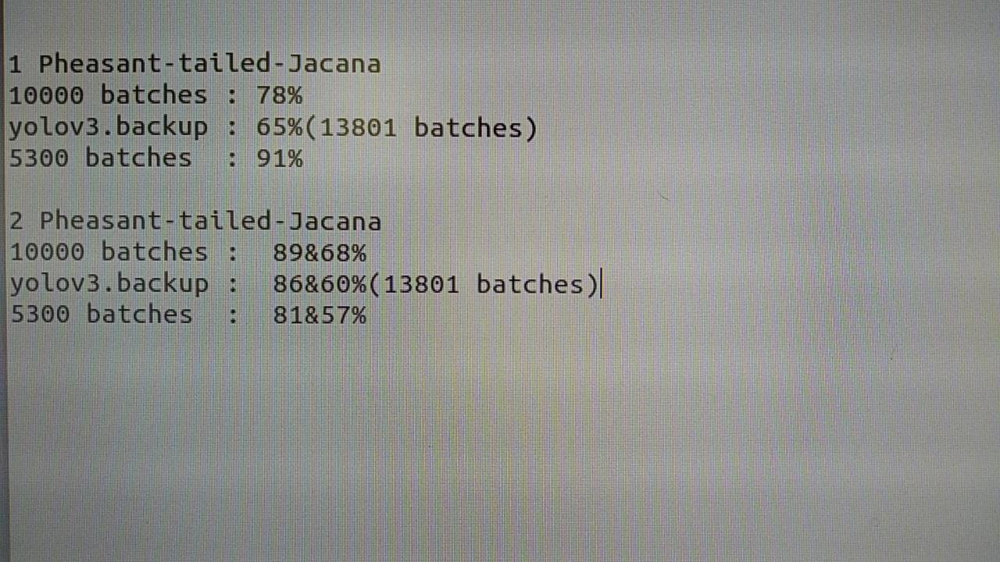 1 Pheasant-tailed-Jacana
10000 batches : 78%
yolov3.backup : 65%(13801 batches)
5300 batches  : 91%
2 Pheasant-tailed-Jacana
10000 batches :  89&68%
yolov3.backup :  86&60%(13801 batches)
5300 batches  :  81&57%